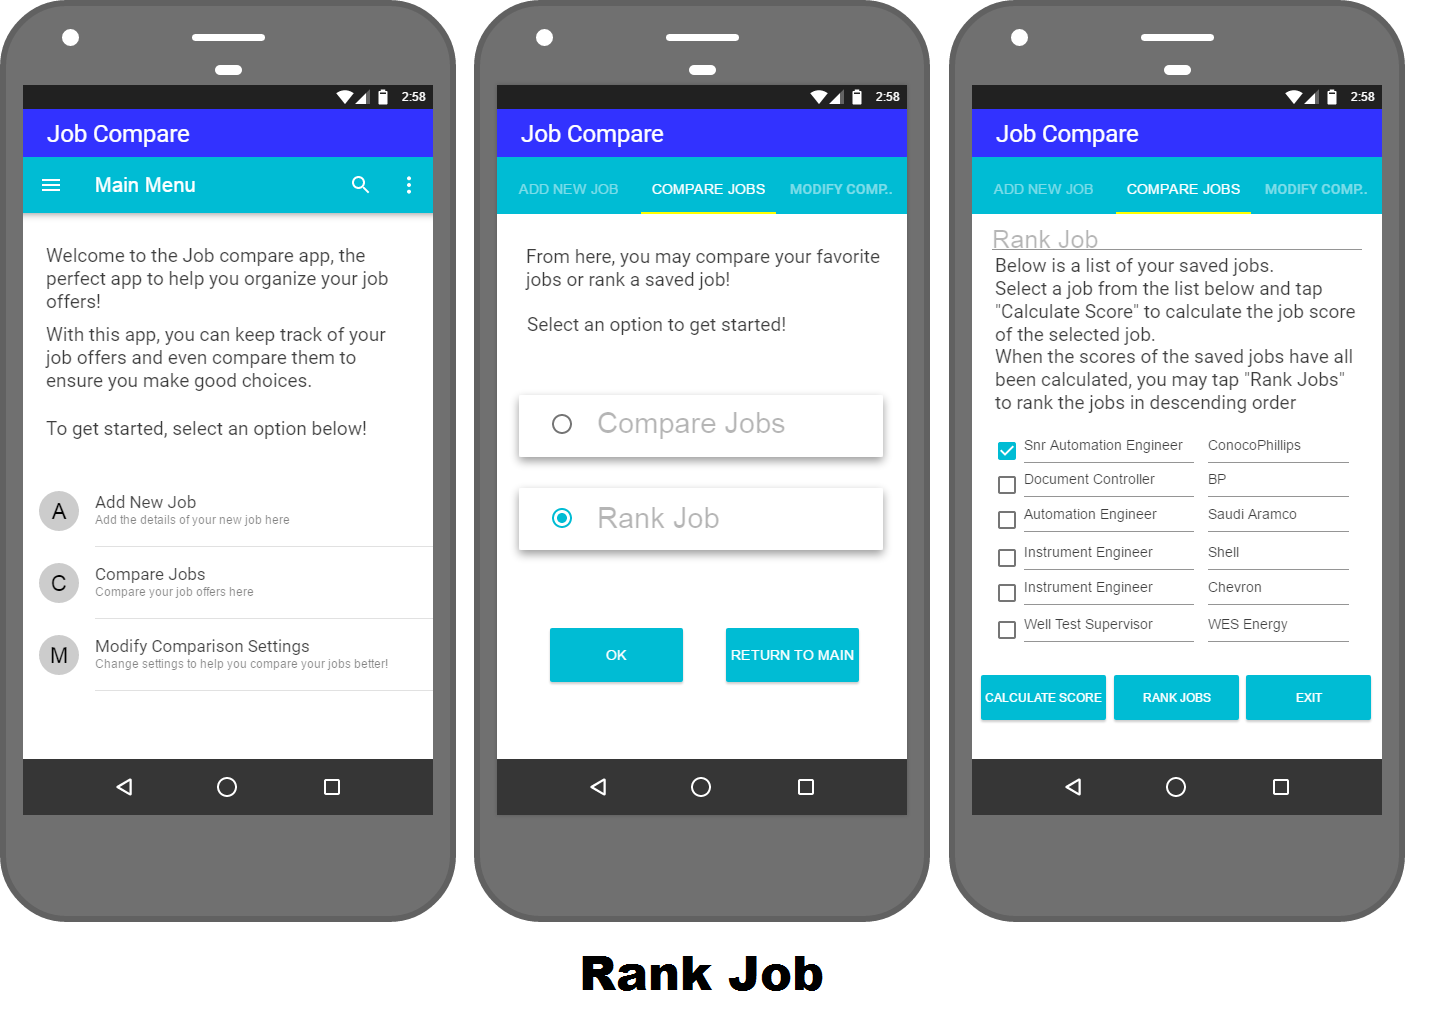 2:58
Job Compare
Main Menu
Welcome to the Job compare app, the
perfect app to help you organize your job
offers!
With this app, you can keep track of your
job offers and even compare them to
ensure you make good choices.
To get started, select an option below!
A
Add New Job
Add the details of your new job here
C
Compare Jobs
Compare your job offers here
M
Modify Comparison Settings
Change settings to help you compare your jobs better!
2:58
Job Compare
ADD NEW JOB COMPARE JOBS MODIFY COMP..
From here, you may compare your favorite
jobs or rank a saved job!
Select an option to get started!
Compare Jobs
Rank Job
OK RETURN TO MAIN
2:58
Job Compare
ADD NEW JOB COMPARE JOBS MODIFY COMP..
Rank Job
Below is a list of your saved jobs.
Select a job from the list below and tap
"Calculate Score" to calculate the job score
of the selected job.
When the scores of the saved jobs have all
been calculated, you may tap "Rank Jobs"
to rank the jobs in descending order
Snr Automation Engineer ConocoPhillips
Document Controller BP
Automation Engineer Saudi Aramco
Instrument Engineer Shell
Instrument Engineer Chevron
Well Test Supervisor WES Energy
CALCULATE SCORE RANK JOBS EXIT
Rank Job